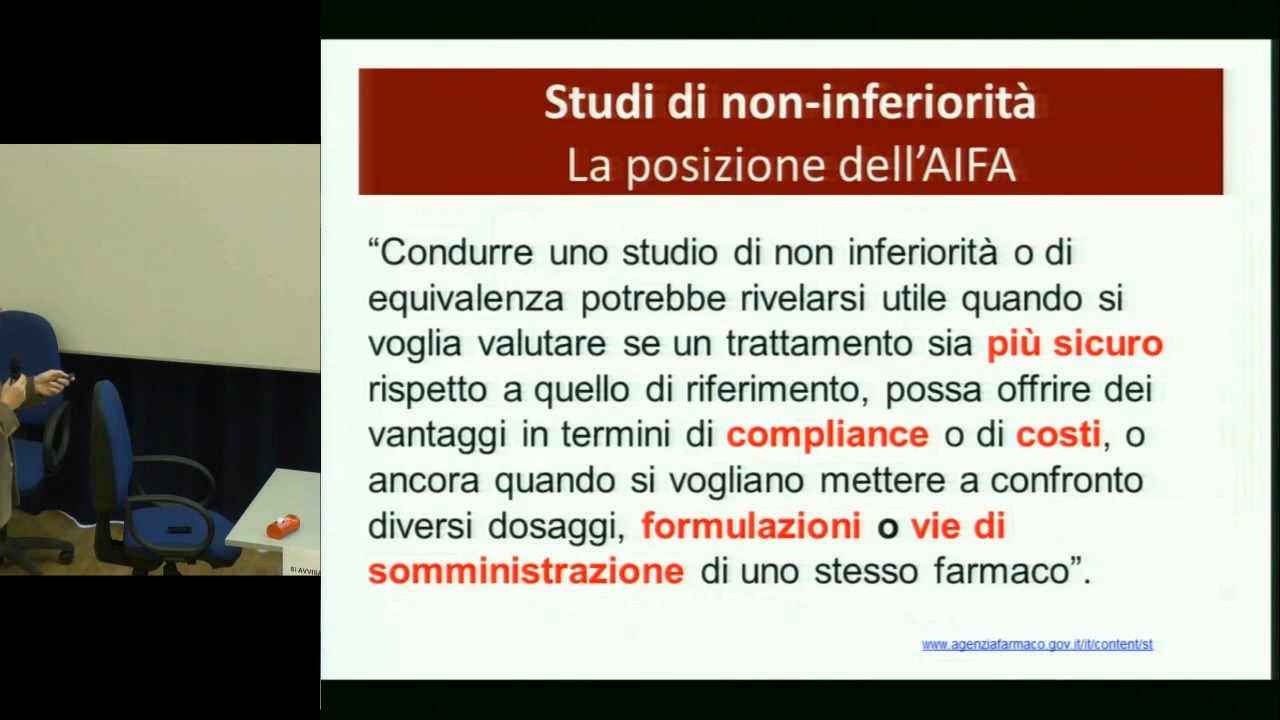 Studi di non-inferiorità
La posizione dell’AIFA
“Condurre uno studio di non inferiorità o di
equivalenza potrebbe rivelarsi utile quando si
voglia valutare se un trattamento sia più sicuro
rispetto a quello di riferimento, possa offrire dei
vantaggi in termini di compliance o di costi, o
ancora quando si vogliano mettere a confronto
diversi dosaggi, formulazioni o vie di
somministrazione di uno stesso farmaco”.
www.agenziafarmaco.gov.it/it/content/st
SI AVVISA